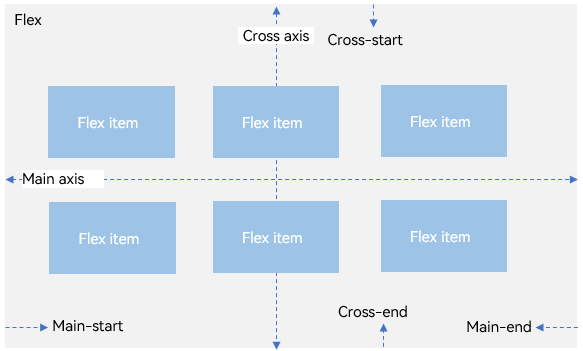 Flex
Cross axis
Cross-start
Flex item
Flex item
Flex item
Main axis
Flex item
Flex item
Flex item
Cross-end
Main-start
Main-end